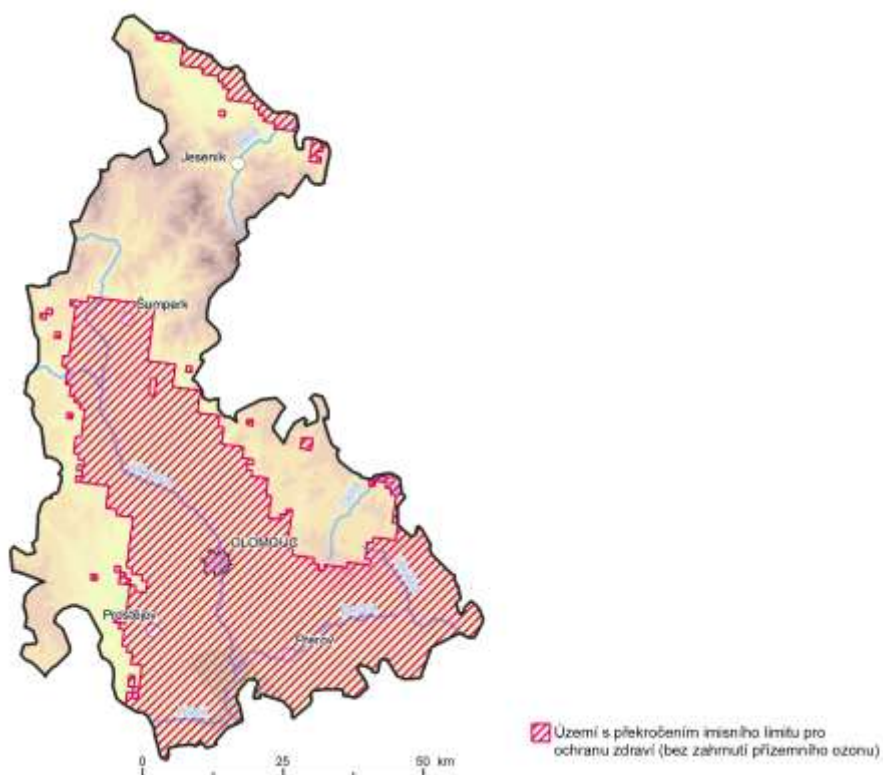 Jeseník
Šumperk
OLOMOUC
Prostějov
Přerov
0 25 50 km
Území s překročením imisního limitu pro
ochranu zdraví (bez zahrnutí přízemního ozonu)